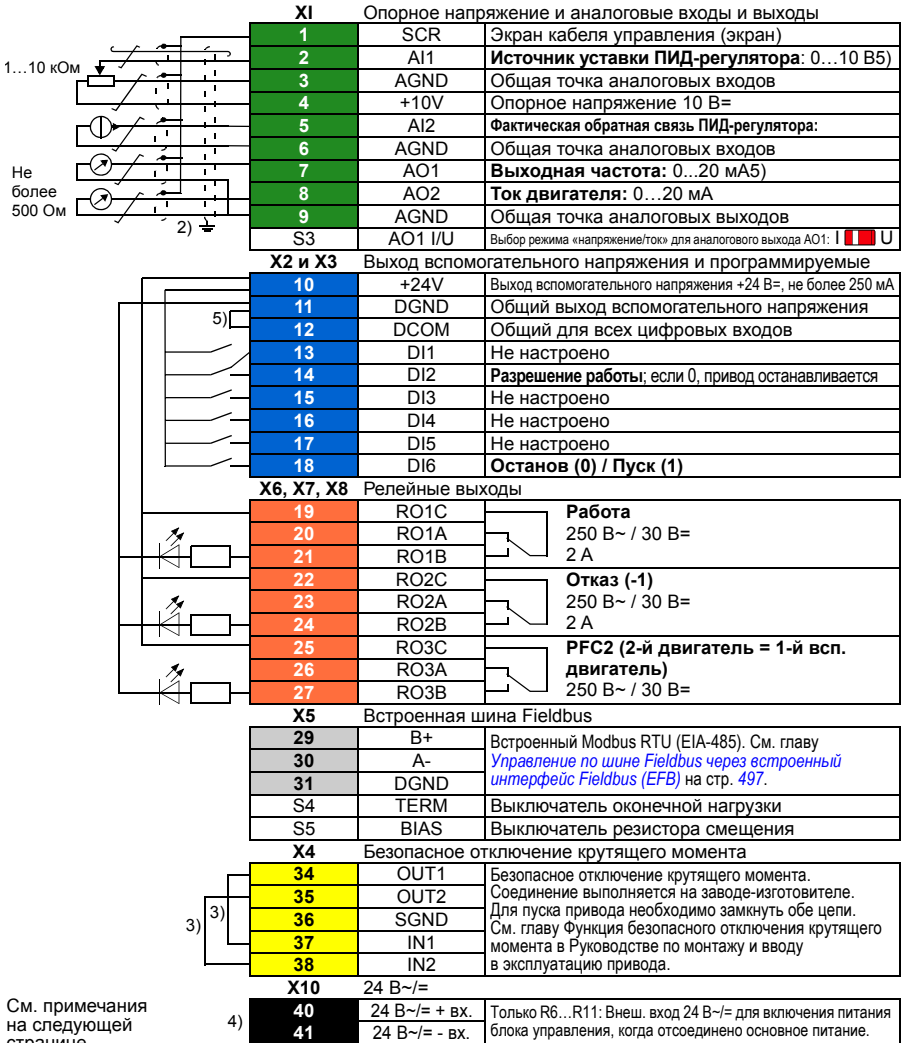 XI Опорное напряжение и аналоговые входы и выходы
1 SCR Экран кабеля управления (экран)
2 AI1 Источник уставки ПИД-регулятора: 0…10 В5)
1…10 кОм
3 AGND Общая точка аналоговых входов
4 +10V Опорное напряжение 10 В=
5 AI2 Фактическая обратная связь ПИД-регулятора:
6 AGND Общая точка аналоговых входов
7 AO1 Выходная частота: 0...20 мА5)
8 AO2 Ток двигателя: 0…20 мА
Не
более
500 Ом
9 AGND Общая точка аналоговых выходов
2)
S3 AO1 I/U Выбор режима «напряжение/ток» для аналогового выхода AO1: I U
X2 и X3 Выход вспомогательного напряжения и программируемые
10 +24V Выход вспомогательного напряжения +24 В=, не более 250 мА
11 DGND Общий выход вспомогательного напряжения
5)
12 DCOM Общий для всех цифровых входов
13 DI1 Не настроено
14 DI2 Разрешение работы; если 0, привод останавливается
15 DI3 Не настроено
16 DI4 Не настроено
17 DI5 Не настроено
18 DI6 Останов (0) / Пуск (1)
X6, X7, X8 Релейные выходы
19 RO1C Работа
20 RO1A 250 В~ / 30 В=
21 RO1B 2 А
22 RO2C Отказ (-1)
23 RO2A 250 В~ / 30 В=
24 RO2B 2 А
25 RO3C PFC2 (2-й двигатель = 1-й всп.
26 RO3A двигатель)
27 RO3B 250 В~ / 30 В=
X5 Встроенная шина Fieldbus
29 B+ Встроенный Modbus RTU (EIA-485). См. главу
30 A- Управление по шине Fieldbus через встроенный
31 DGND интерфейс Fieldbus (EFB) на стр. 497.
S4 TERM Выключатель оконечной нагрузки
S5 BIAS Выключатель резистора смещения
X4 Безопасное отключение крутящего момента
34 OUT1 Безопасное отключение крутящего момента.
35 OUT2 Соединение выполняется на заводе-изготовителе.
3) 3)
36 SGND Для пуска привода необходимо замкнуть обе цепи.
37 IN1 См. главу Функция безопасного отключения крутящего
38 IN2 момента в Руководстве по монтажу и вводу
в эксплуатацию привода.
X10 24 В~/=
40 24 В~/= + вх. Только R6…R11: Внеш. вход 24 В~/= для включения питания
4)
41 24 В~/= - вх. блока управления, когда отсоединено основное питание.
См. примечания
на следующей
странице